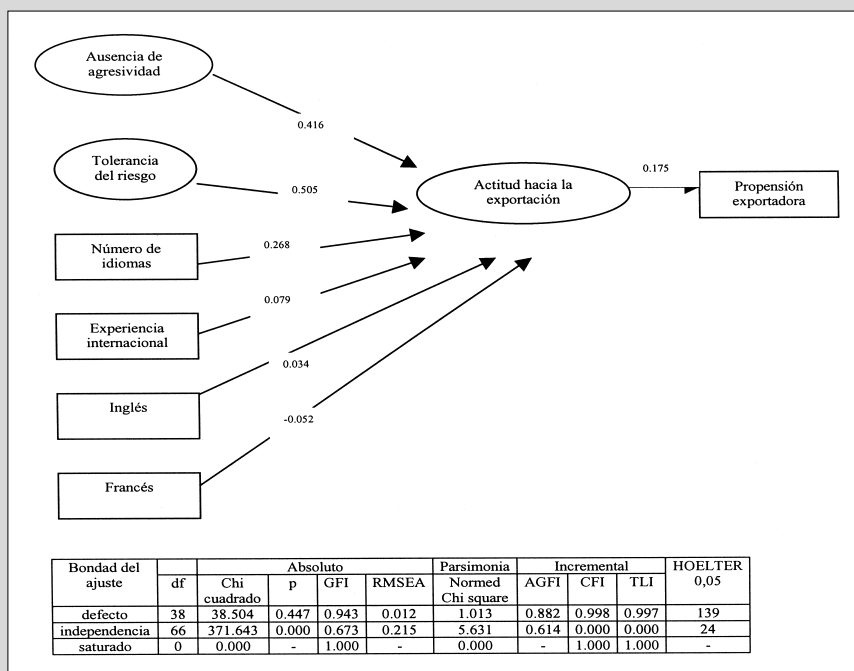 Ausencia de
agresividad
0.416
Tolerancia
del riesgo
0.505
Actitud hacia la
exportación
0.175
Propensión
exportadora
Número de
idiomas
0.268
Experiencia
internacional
0.079
0.034
Inglés
-0.052
Francés
Bondad del ajuste Absoluto Parsimonia Incremental HOELTER 0,05
df Chi cuadrado p GFI RMSEA Normed Chi square AGFI CFI TLI
defecto 38 38.504 0.447 0.943 0.012 1.013 0.882 0.998 0.997 139
independencia 66 371.643 0.000 0.673 0.215 5.631 0.614 0.000 0.000 24
saturado 0 0.000 - 1.000 - 0.000 - 1.000 1.000 -